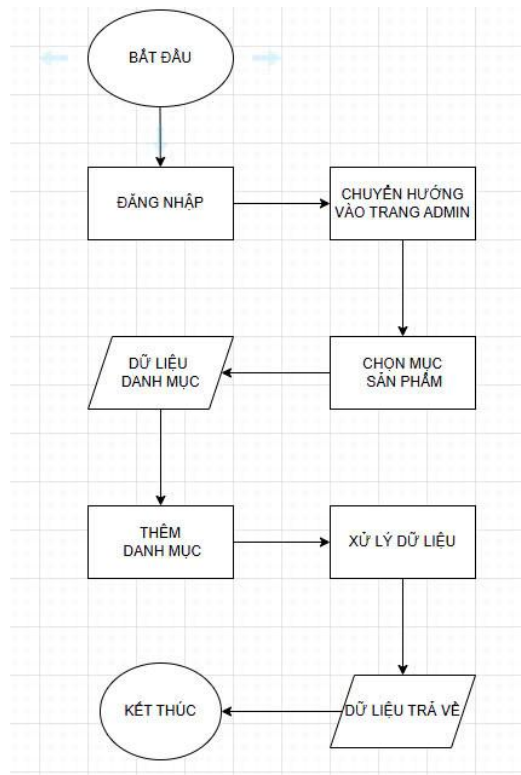 BẮT ĐẦU
ĐĂNG NHẬP
CHUYỂN HƯỚNG
VÀO TRANG ADMIN
CHỌN MỤC
SẢN PHẨM
DỮ LIỆU
DANH MỤC
THÊM
DANH MỤC
XỬ LÝ DỮ LIỆU
DỮ LIỆU TRẢ VỀ
KẾT THÚC